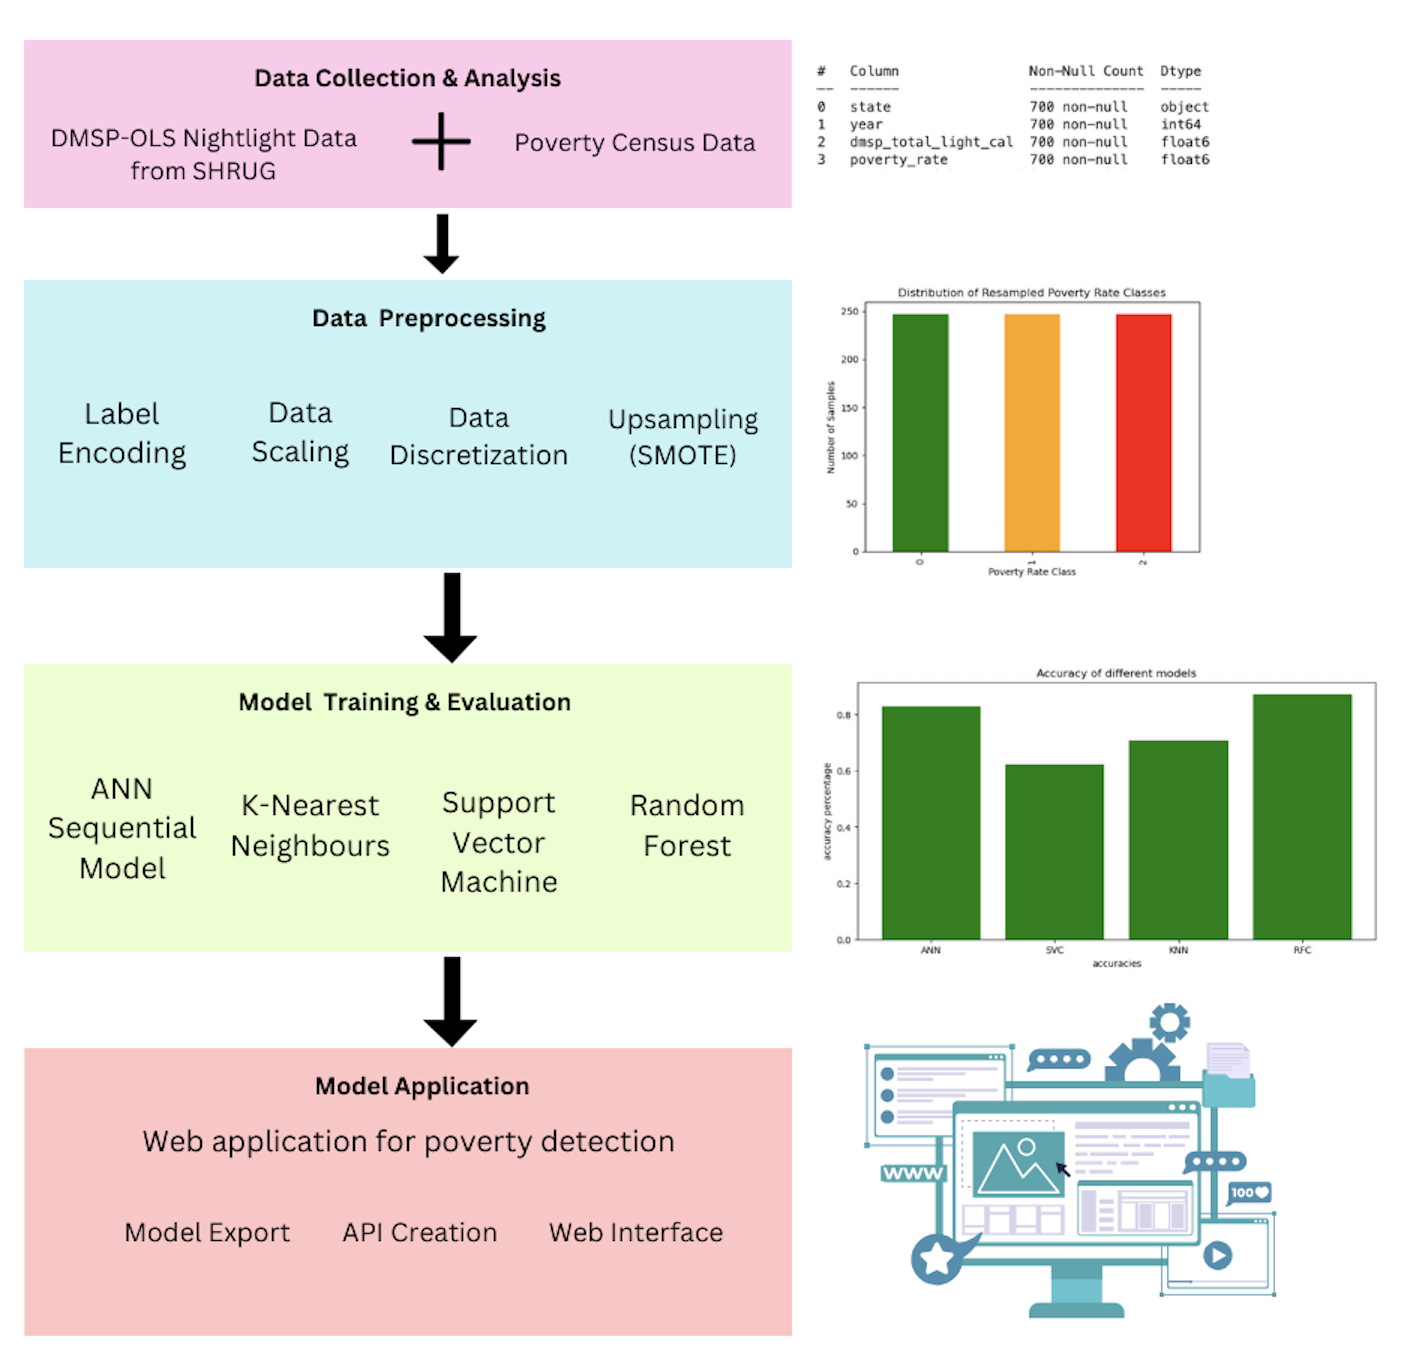 Data Collection & Analysis
DMSP-OLS Nightlight Data
from SHRUG
Poverty Census Data
# Column Non-Null Count Dtype
-- ------ -------------- -----
0 state 700 non-null object
1 year 700 non-null int64
2 dmsp_total_light_cal 700 non-null float6
3 poverty_rate 700 non-null float6
Data Preprocessing
Label
Encoding
Data
Scaling
Data
Discretization
Upsampling
(SMOTE)
Distribution of Resampled Poverty Rate Classes
Number of Samples
250
200
150
100
50
0
0 1 2
Poverty Rate Class
Model Training & Evaluation
ANN
Sequential
Model
K-Nearest
Neighbours
Support
Vector
Machine
Random
Forest
Accuracy of different models
accuracy percentage
0.8
0.6
0.4
0.2
0.0
ANN SVC KNN RFC
accuracies
Model Application
Web application for poverty detection
Model Export API Creation Web Interface
WWW
100